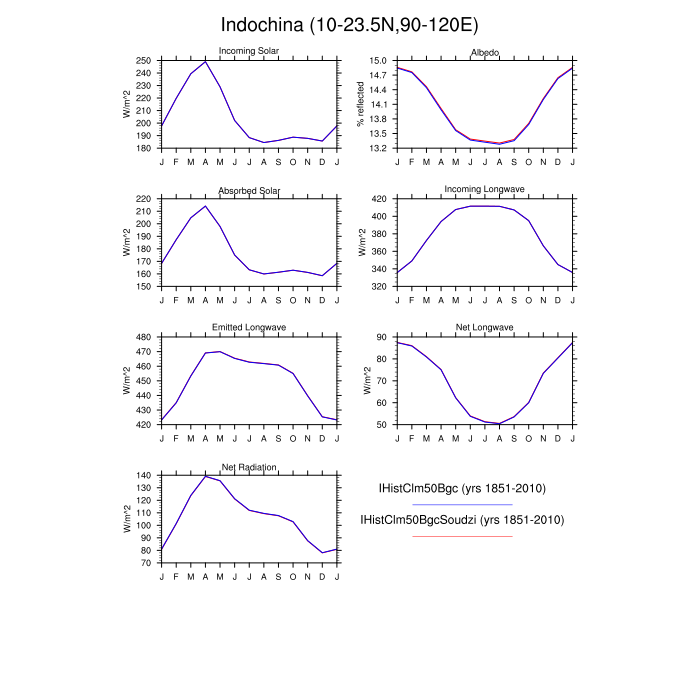 Indochina (10-23.5N,90-120E)
Incoming Solar
W/m^2
250
240
230
220
210
200
190
180
J F M A M J J A S O N D J
Albedo
% reflected
15.0
14.7
14.4
14.1
13.8
13.5
13.2
J F M A M J J A S O N D J
Absorbed Solar
W/m^2
220
210
200
190
180
170
160
150
J F M A M J J A S O N D J
Incoming Longwave
W/m^2
420
400
380
360
340
320
J F M A M J J A S O N D J
Emitted Longwave
W/m^2
480
470
460
450
440
430
420
J F M A M J J A S O N D J
Net Longwave
W/m^2
90
80
70
60
50
J F M A M J J A S O N D J
Net Radiation
W/m^2
140
130
120
110
100
90
80
70
J F M A M J J A S O N D J
IHistClm50Bgc (yrs 1851-2010)
IHistClm50BgcSoudzi (yrs 1851-2010)